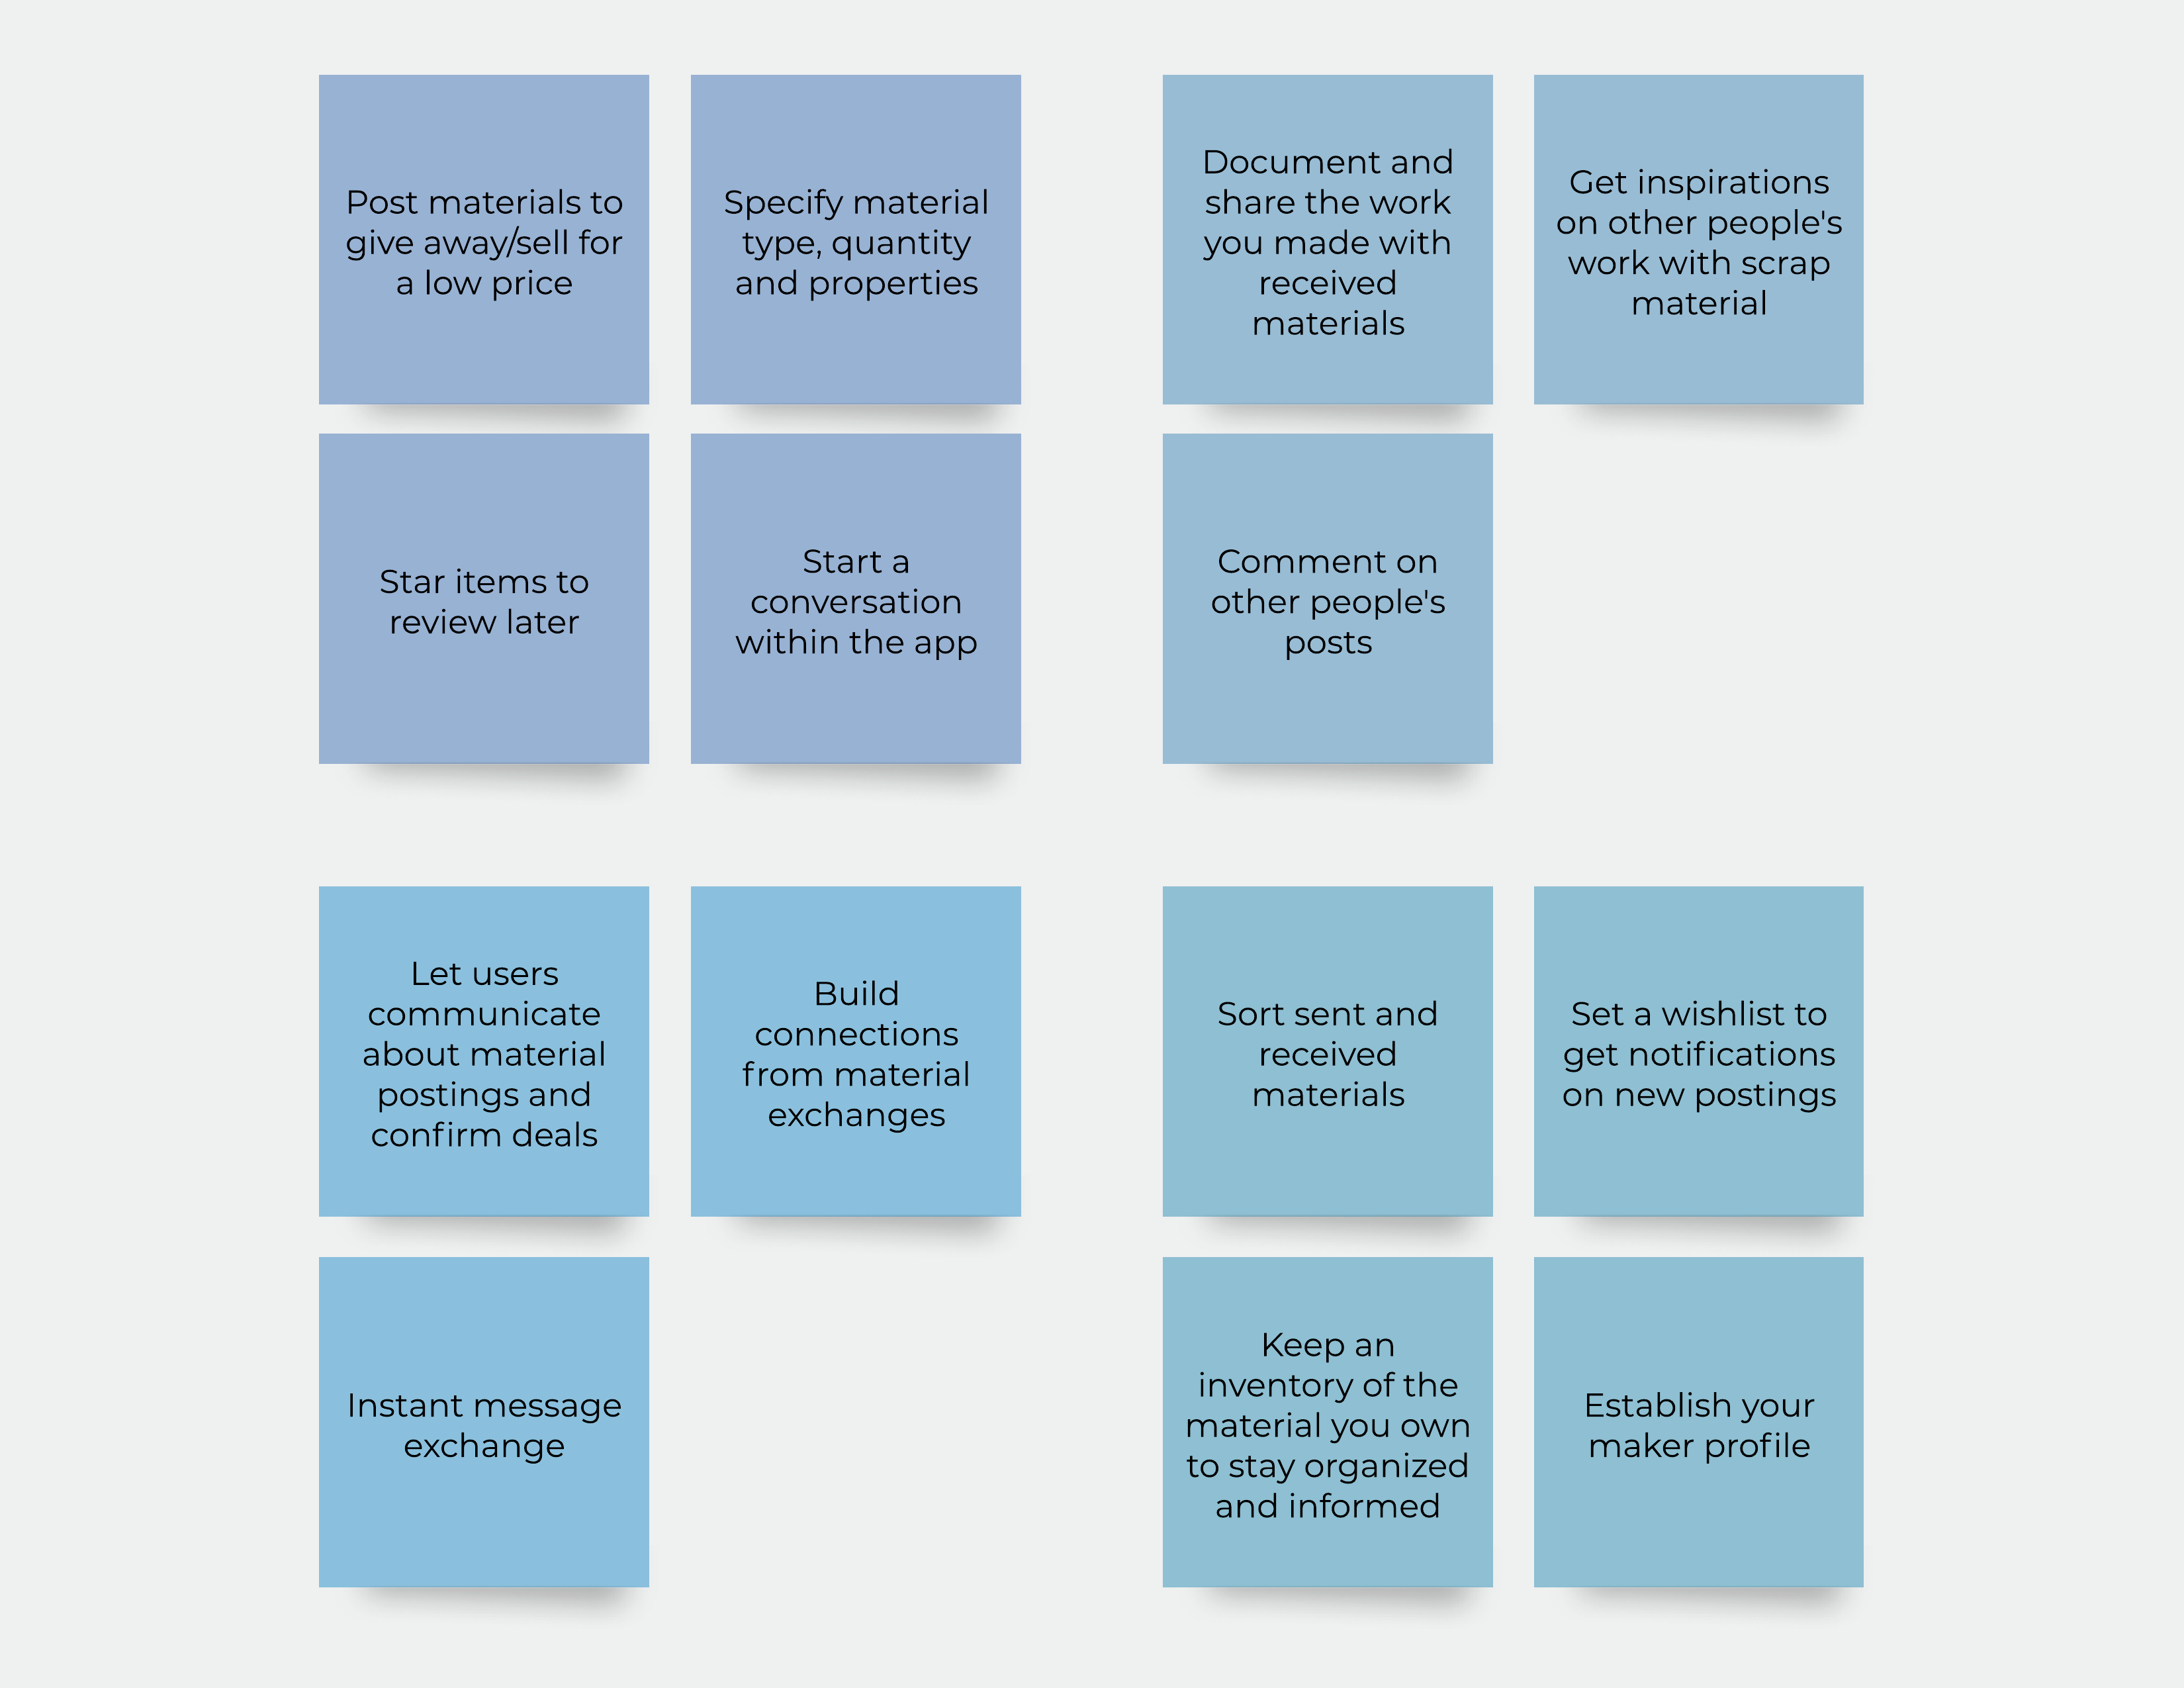 Post materials to
give away/sell for
a low price
Specify material
type, quantity
and properties
Star items to
review later
Start a
conversation
within the app
Document and
share the work
you made with
received
materials
Get inspirations
on other people's
work with scrap
material
Comment on
other people's
posts
Let users
communicate
about material
postings and
confirm deals
Build
connections
from material
exchanges
Instant message
exchange
Sort sent and
received
materials
Set a wishlist to
get notifications
on new postings
Keep an
inventory of the
material you own
to stay organized
and informed
Establish your
maker profile